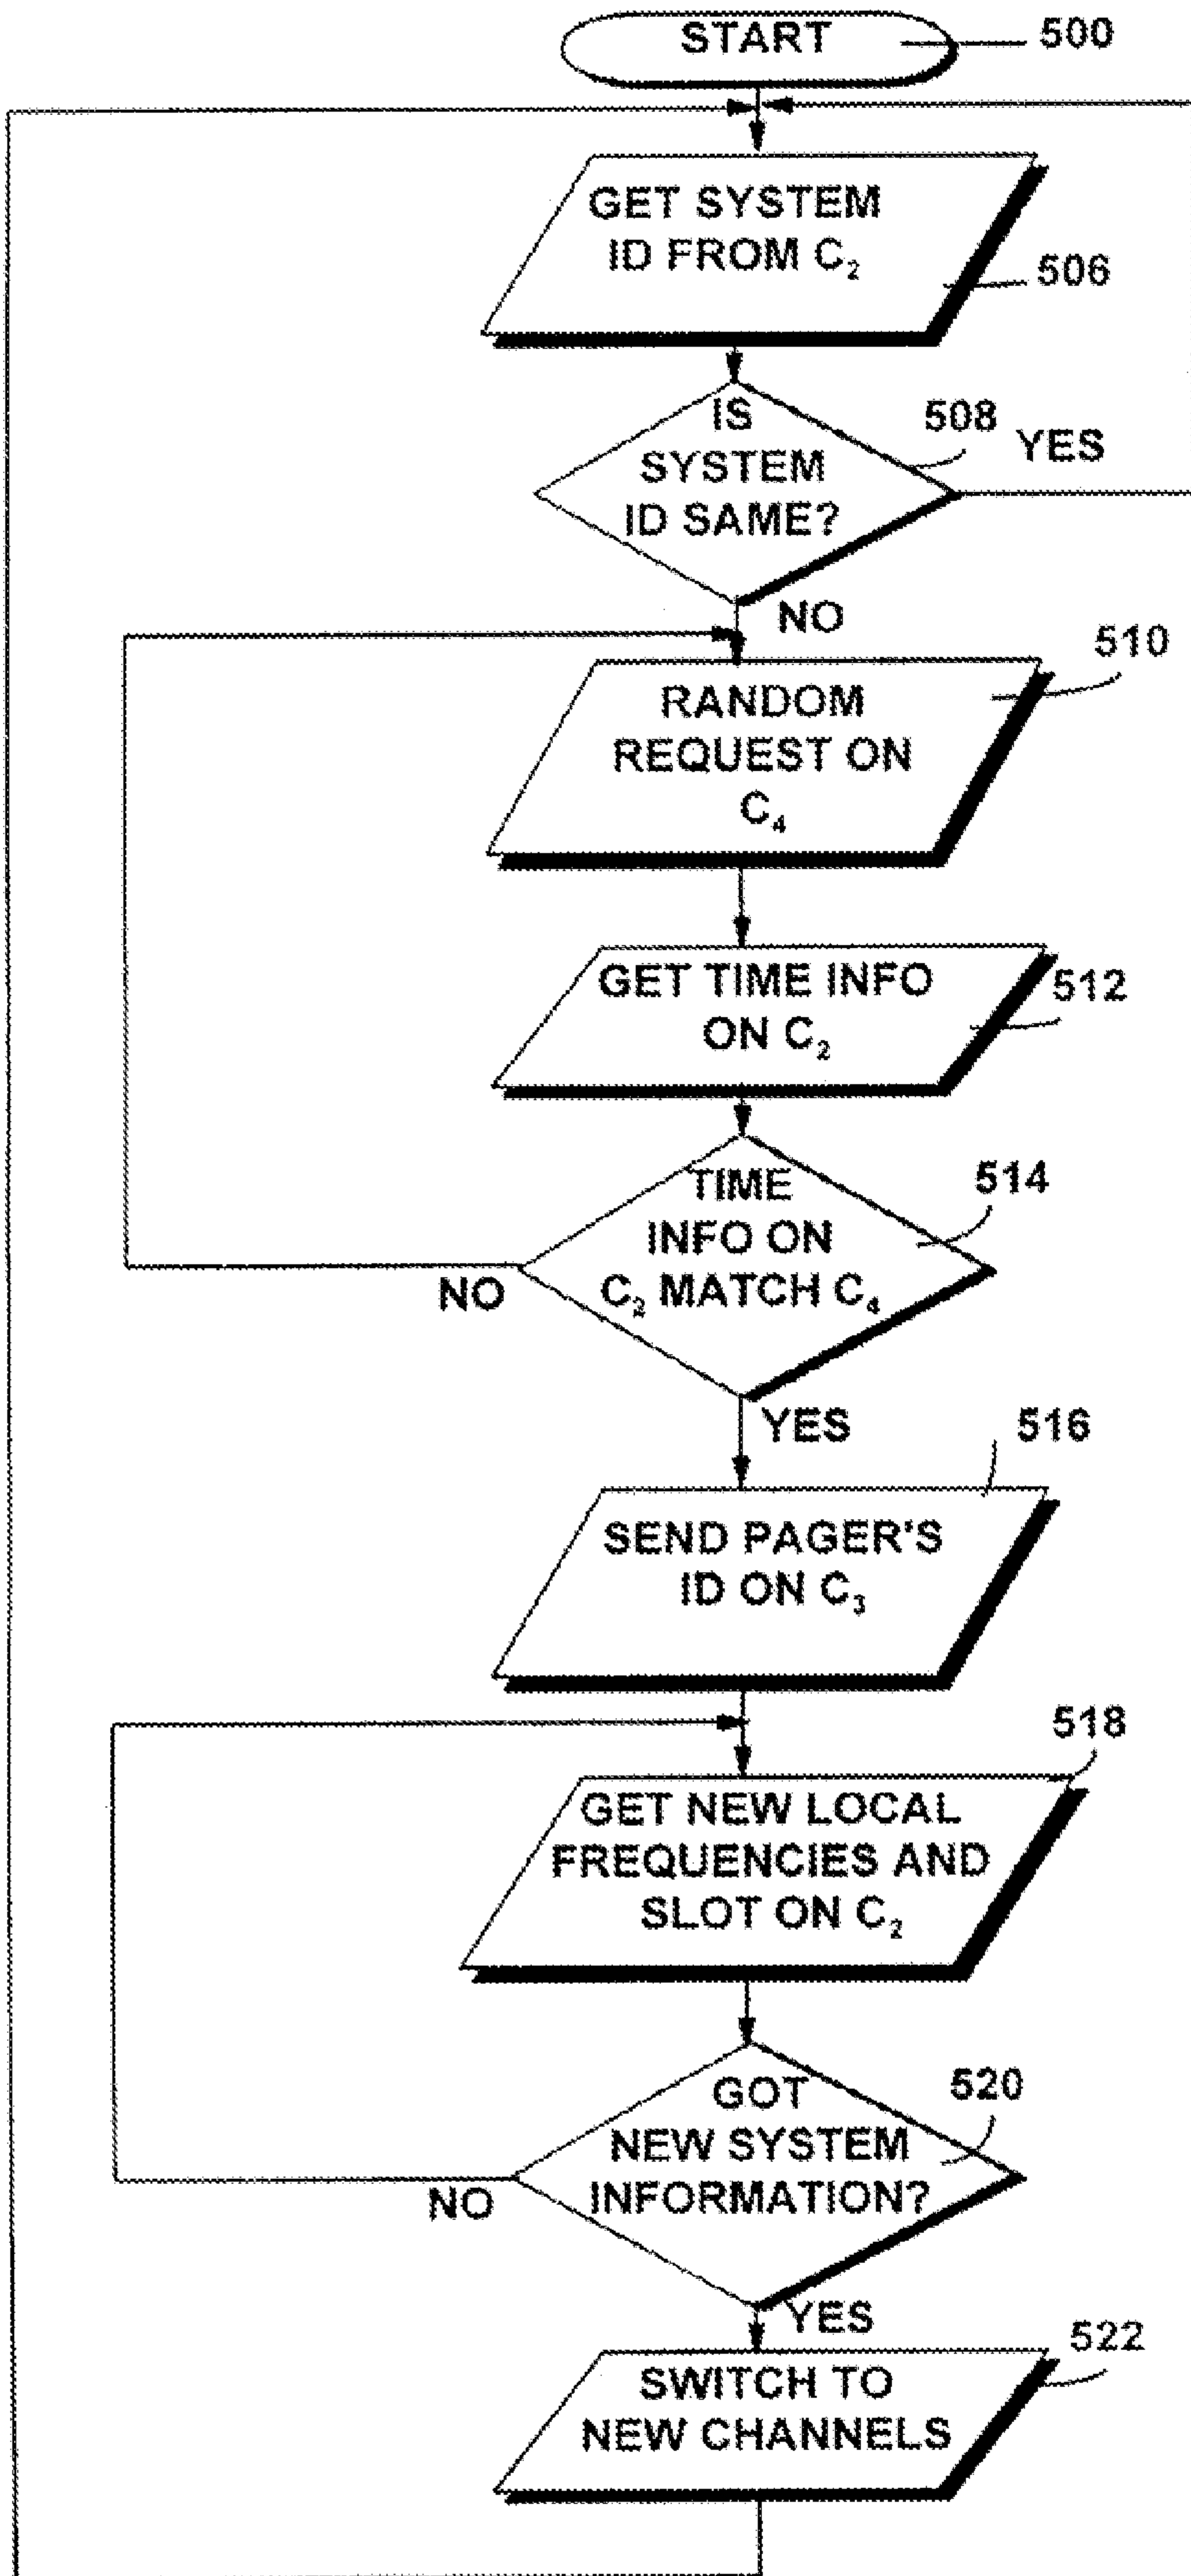 START
500
GET SYSTEM
ID FROM C₂
506
IS
SYSTEM
ID SAME?
508
YES
NO
RANDOM
REQUEST ON
C₄
510
GET TIME INFO
ON C₂
512
TIME
INFO ON
C₂ MATCH C₄
514
NO
YES
SEND PAGER'S
ID ON C₃
516
GET NEW LOCAL
FREQUENCIES AND
SLOT ON C₂
518
GOT
NEW SYSTEM
INFORMATION?
520
NO
YES
SWITCH TO
NEW CHANNELS
522